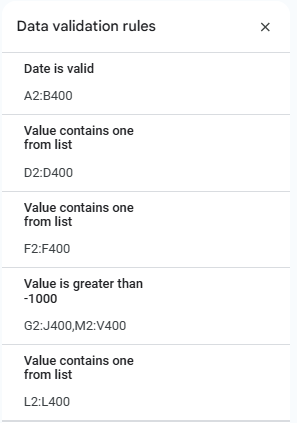 Data validation rules
Date is valid
A2:B400
Value contains one
from list
D2:D400
Value contains one
from list
F2:F400
Value is greater than
-1000
G2:J400,M2:V400
Value contains one
from list
L2:L400